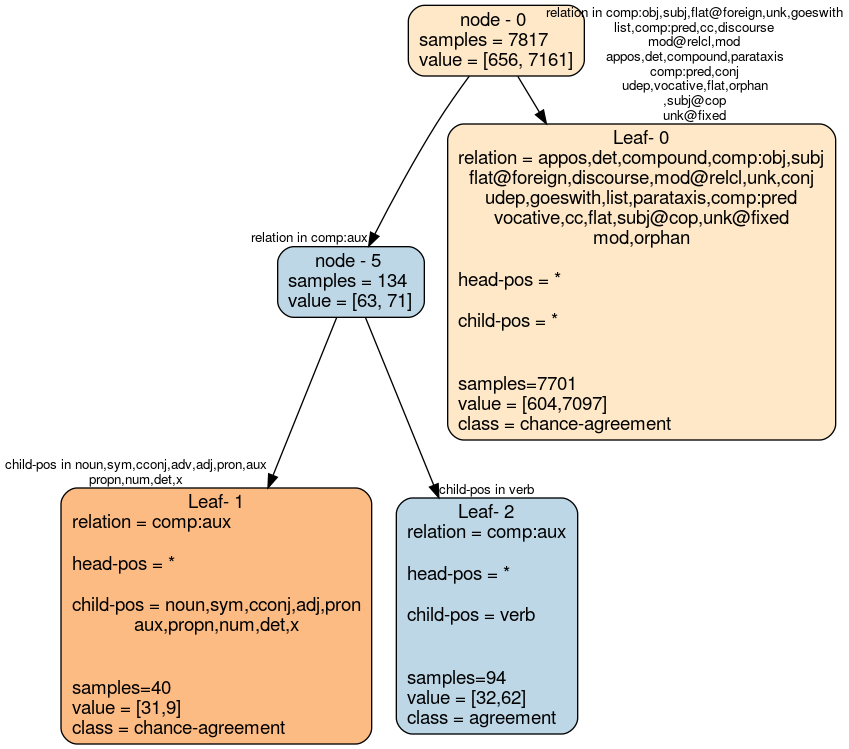 node - 0
samples = 7817
value = [656, 7161]
relation in comp:obj,subj,flat@foreign,unk,goeswith
list,comp:pred,cc,discourse
mod@relcl,mod
appos,det,compound,parataxis
comp:pred,conj
udep,vocative,flat,orphan
,subj@cop
unk@fixed
Leaf- 0
relation = appos,det,compound,comp:obj,subj
flat@foreign,discourse,mod@relcl,unk,conj
udep,goeswith,list,parataxis,comp:pred
vocative,cc,flat,subj@cop,unk@fixed
mod,orphan
head-pos = *
child-pos = *
samples=7701
value = [604,7097]
class = chance-agreement
relation in comp:aux
node - 5
samples = 134
value = [63, 71]
child-pos in noun,sym,cconj,adv,adj,pron,aux
propn,num,det,x
Leaf- 1
relation = comp:aux
head-pos = *
child-pos = noun,sym,cconj,adj,pron
aux,propn,num,det,x
samples=40
value = [31,9]
class = chance-agreement
child-pos in verb
Leaf- 2
relation = comp:aux
head-pos = *
child-pos = verb
samples=94
value = [32,62]
class = agreement